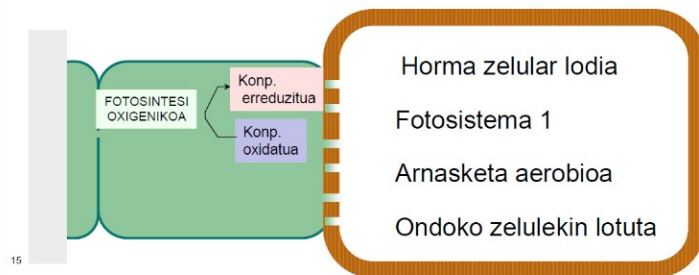 FOTOSINTESI
OXIGENIKOA
Konp.
erreduzitua
Konp.
oxidatua
Horma zelular lodia
Fotosistema 1
Arnasketa aerobioa
Ondoko zelulekin lotuta
15